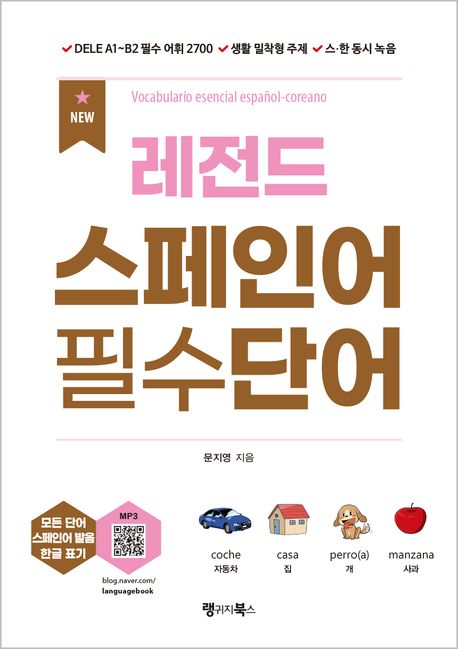 ✓ DELE A1~B2 필수 어휘 2700 ✓ 생활 밀착형 주제 ✓ 스·한 동시 녹음
NEW
Vocabulario esencial español-coreano
레전드
스페인어
필수단어
문지영 지음
모든 단어
스페인어 발음
한글 표기
MP3
blog.naver.com/
languagebook
coche
자동차
casa
집
perro(a)
개
manzana
사과
랭귀지북스